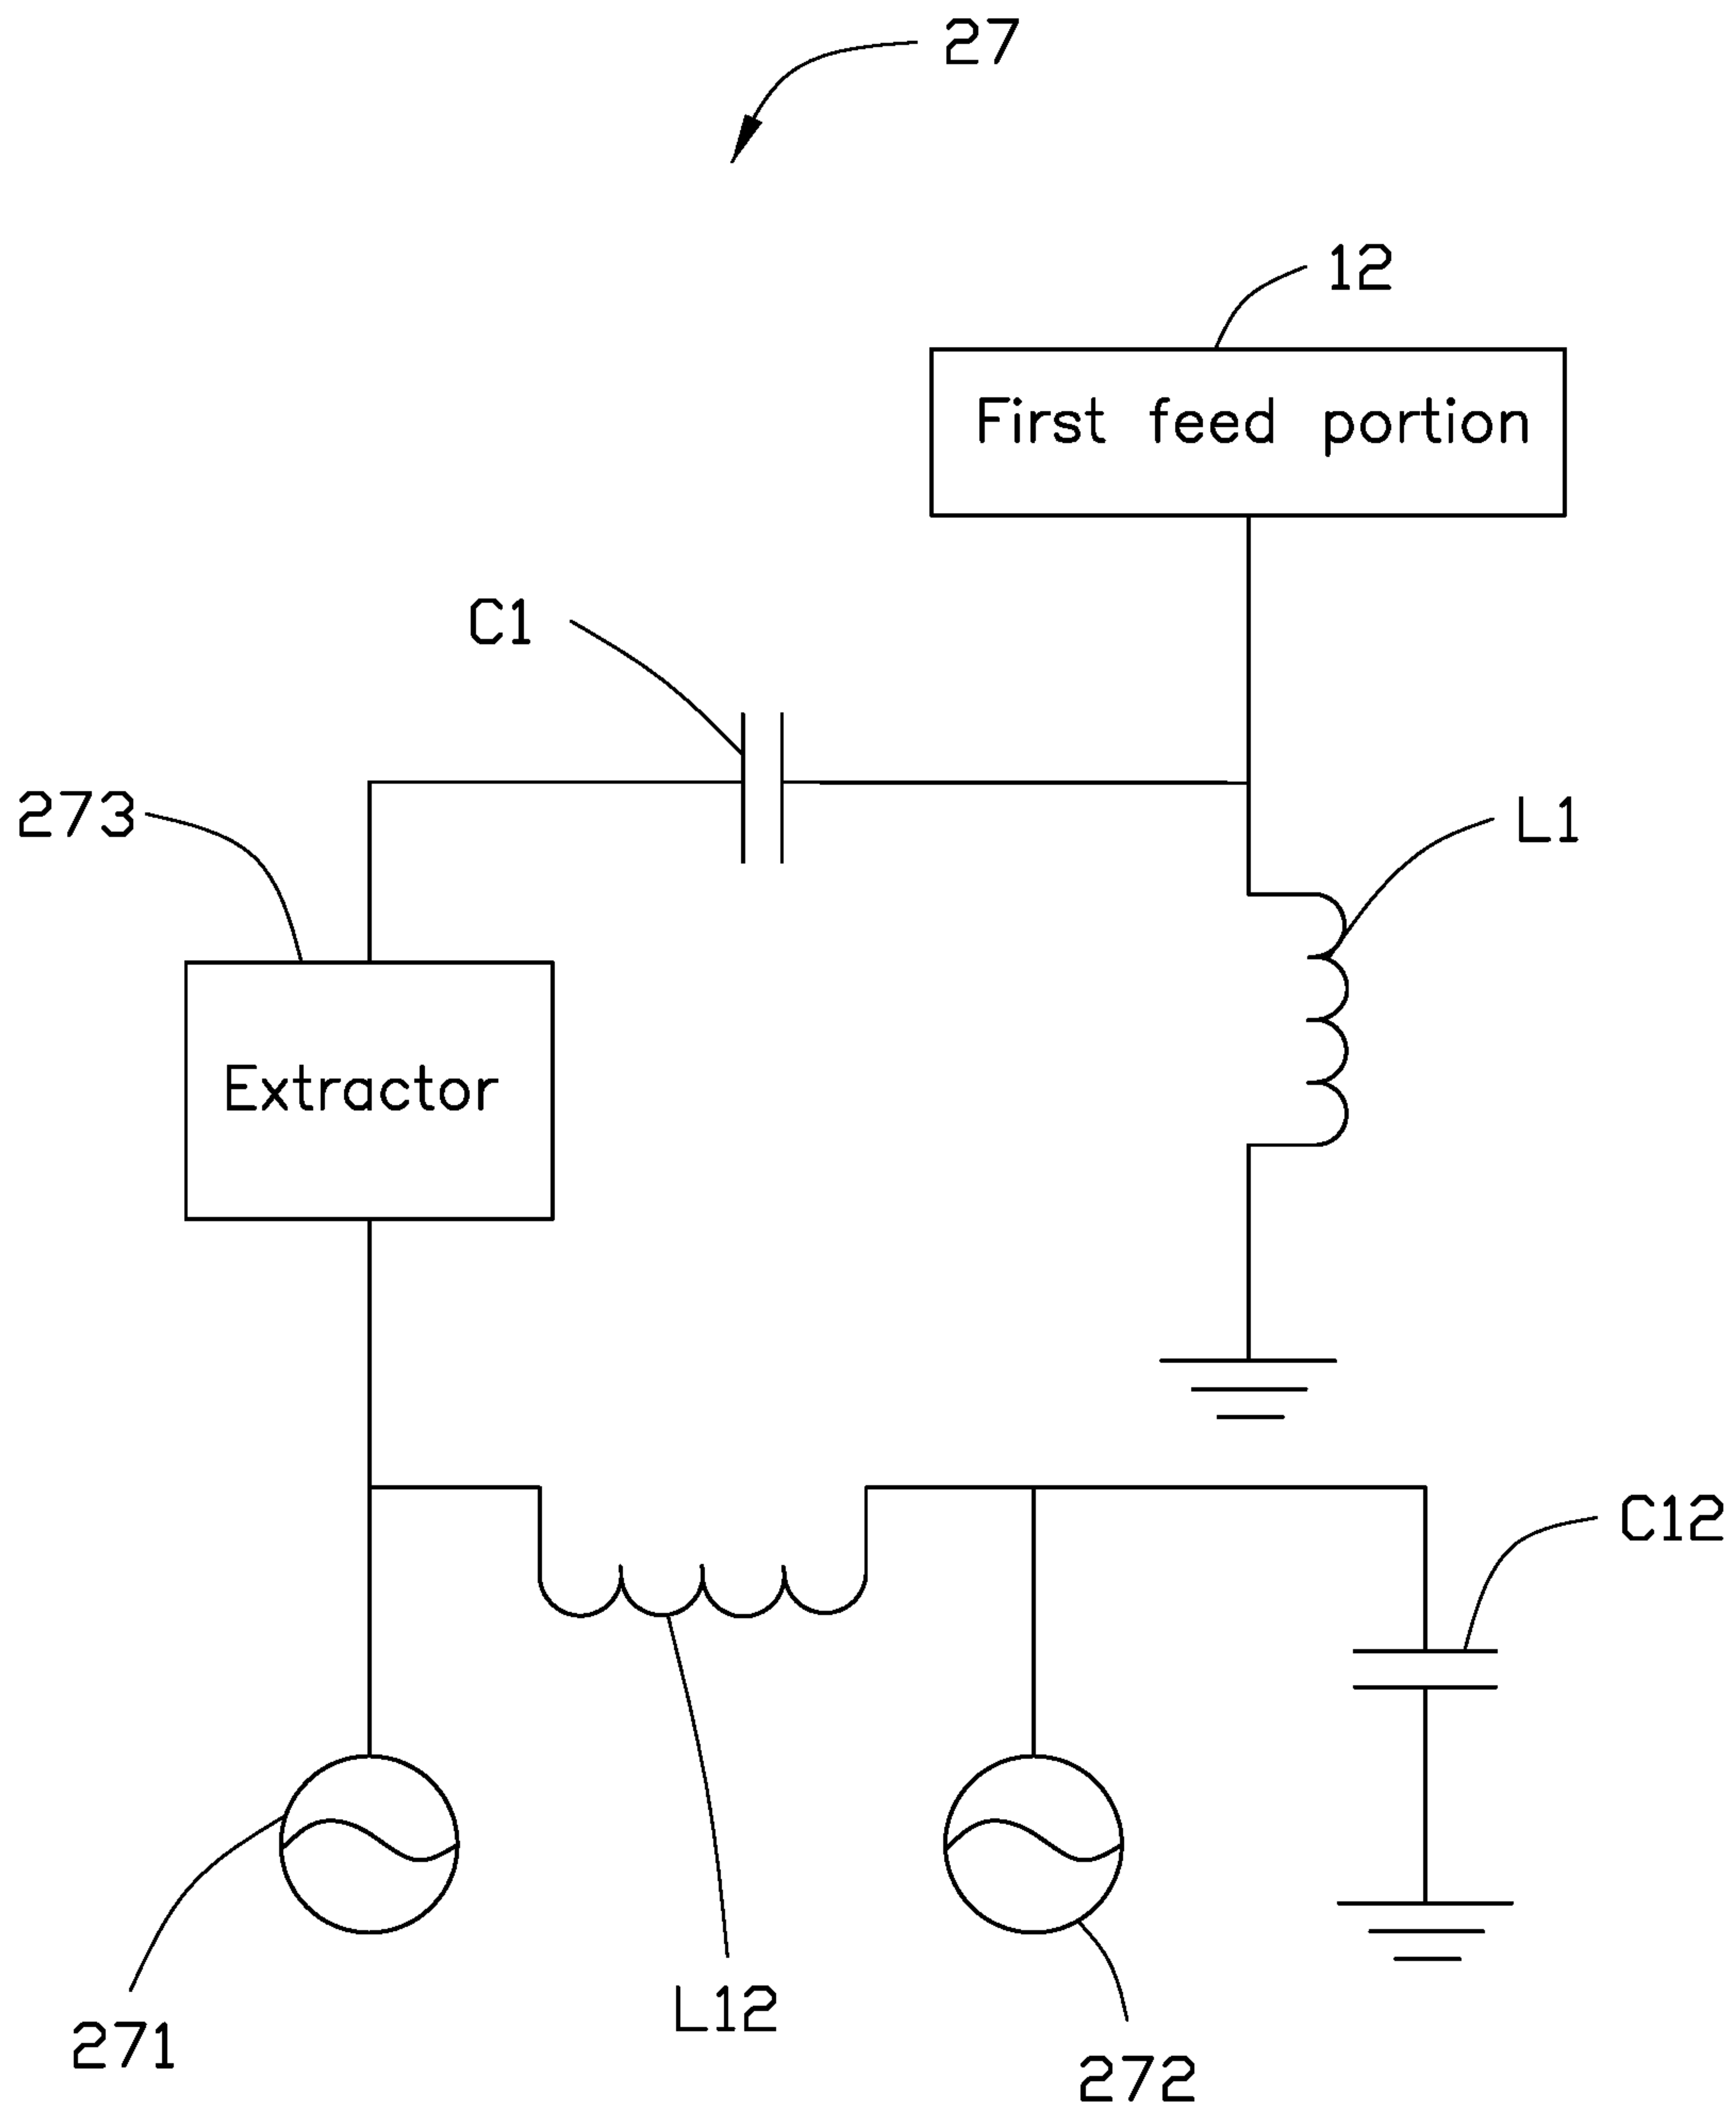 27
12
First feed portion
C1
273
L1
Extractor
C12
L12
271
272